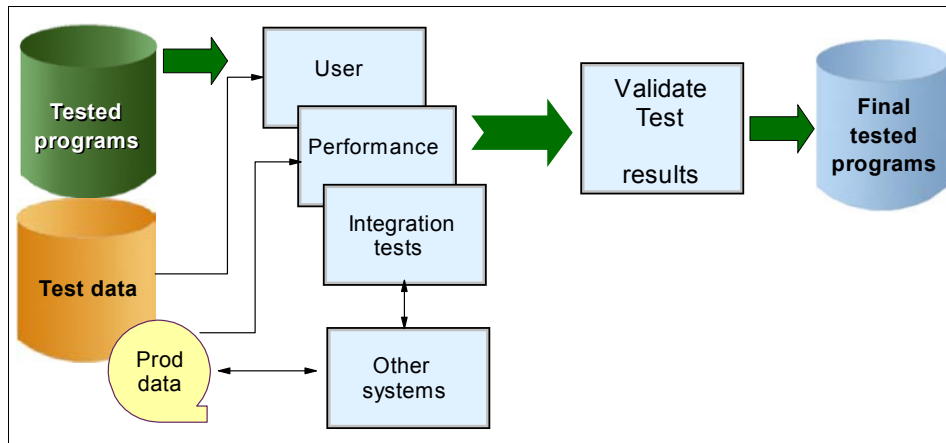 Tested
programs
User
Performance
Integration
tests
Validate
Test
results
Final
tested
programs
Test data
Prod
data
Other
systems